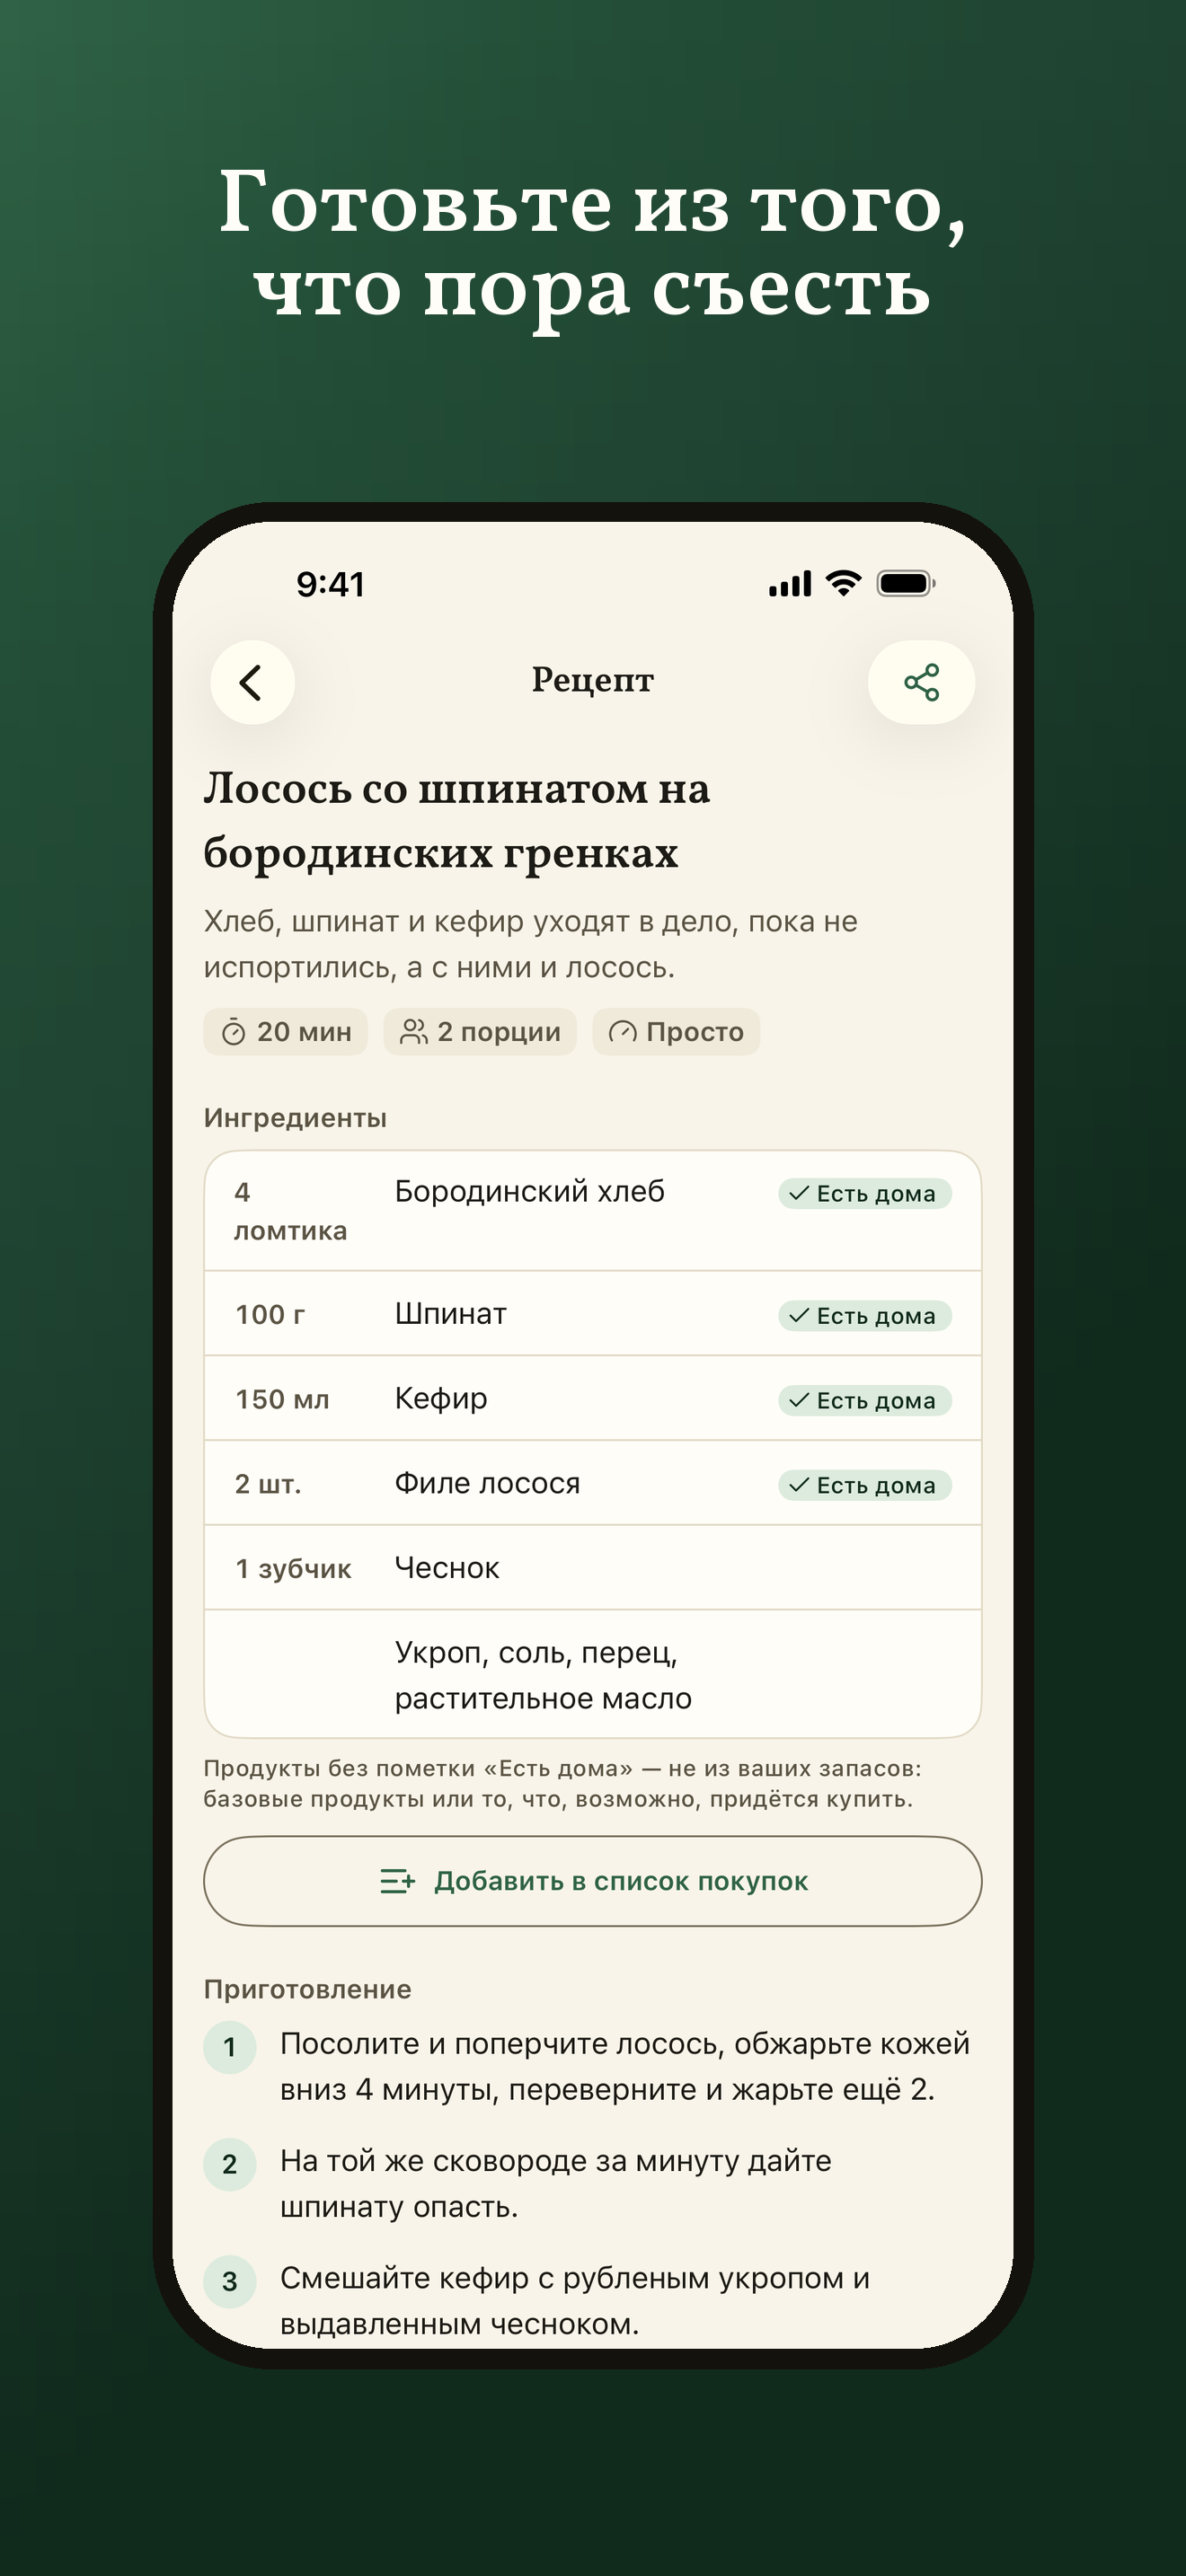 Готовьте из того,
что пора съесть
9:41
Рецепт
Лосось со шпинатом на
бородинских гренках
Хлеб, шпинат и кефир уходят в дело, пока не
испортились, а с ними и лосось.
20 мин
2 порции
Просто
Ингредиенты
4
ломтика
Бородинский хлеб
Есть дома
100 г
Шпинат
Есть дома
150 мл
Кефир
Есть дома
2 шт.
Филе лосося
Есть дома
1 зубчик
Чеснок
Укроп, соль, перец,
растительное масло
Продукты без пометки «Есть дома» — не из ваших запасов:
базовые продукты или то, что, возможно, придётся купить.
Добавить в список покупок
Приготовление
1
Посолите и поперчите лосось, обжарьте кожей
вниз 4 минуты, переверните и жарьте ещё 2.
2
На той же сковороде за минуту дайте
шпинату опасть.
3
Смешайте кефир с рубленым укропом и
выдавленным чесноком.